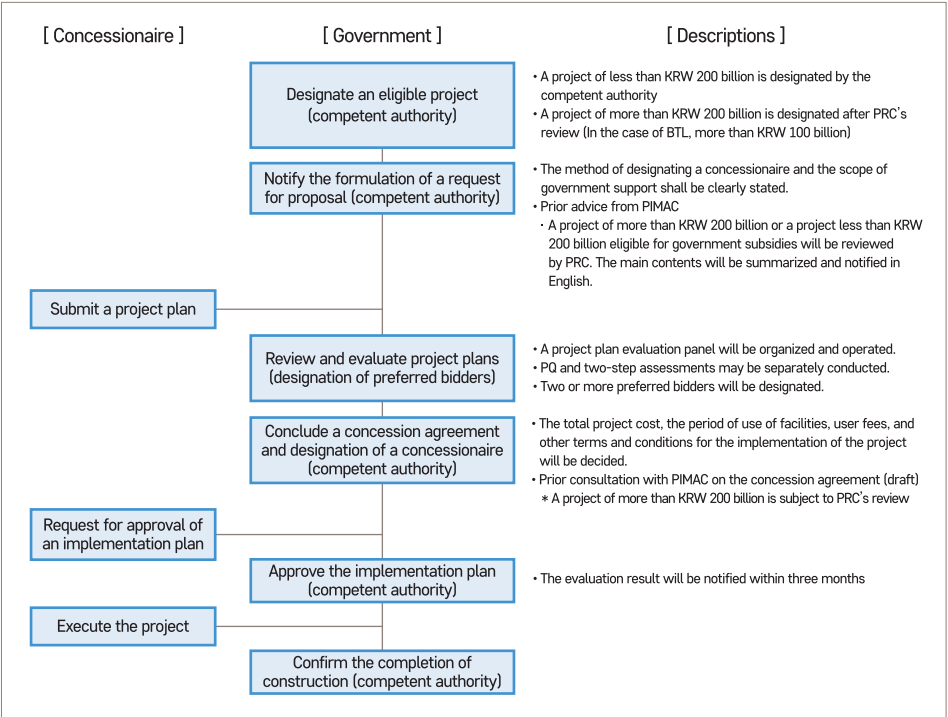 [ Concessionaire ]
[ Government ]
[ Descriptions ]
Designate an eligible project
(competent authority)
• A project of less than KRW 200 billion is designated by the
competent authority
• A project of more than KRW 200 billion is designated after PRC's
review (In the case of BTL, more than KRW 100 billion)
Notify the formulation of a request
for proposal (competent authority)
• The method of designating a concessionaire and the scope of
government support shall be clearly stated.
• Prior advice from PIMAC
· A project of more than KRW 200 billion or a project less than KRW
200 billion eligible for government subsidies will be reviewed
by PRC. The main contents will be summarized and notified in
English.
Submit a project plan
Review and evaluate project plans
(designation of preferred bidders)
• A project plan evaluation panel will be organized and operated.
• PQ and two-step assessments may be separately conducted.
• Two or more preferred bidders will be designated.
Conclude a concession agreement
and designation of a concessionaire
(competent authority)
• The total project cost, the period of use of facilities, user fees, and
other terms and conditions for the implementation of the project
will be decided.
• Prior consultation with PIMAC on the concession agreement (draft)
* A project of more than KRW 200 billion is subject to PRC's review
Request for approval of
an implementation plan
Approve the implementation plan
(competent authority)
• The evaluation result will be notified within three months
Execute the project
Confirm the completion of
construction (competent authority)